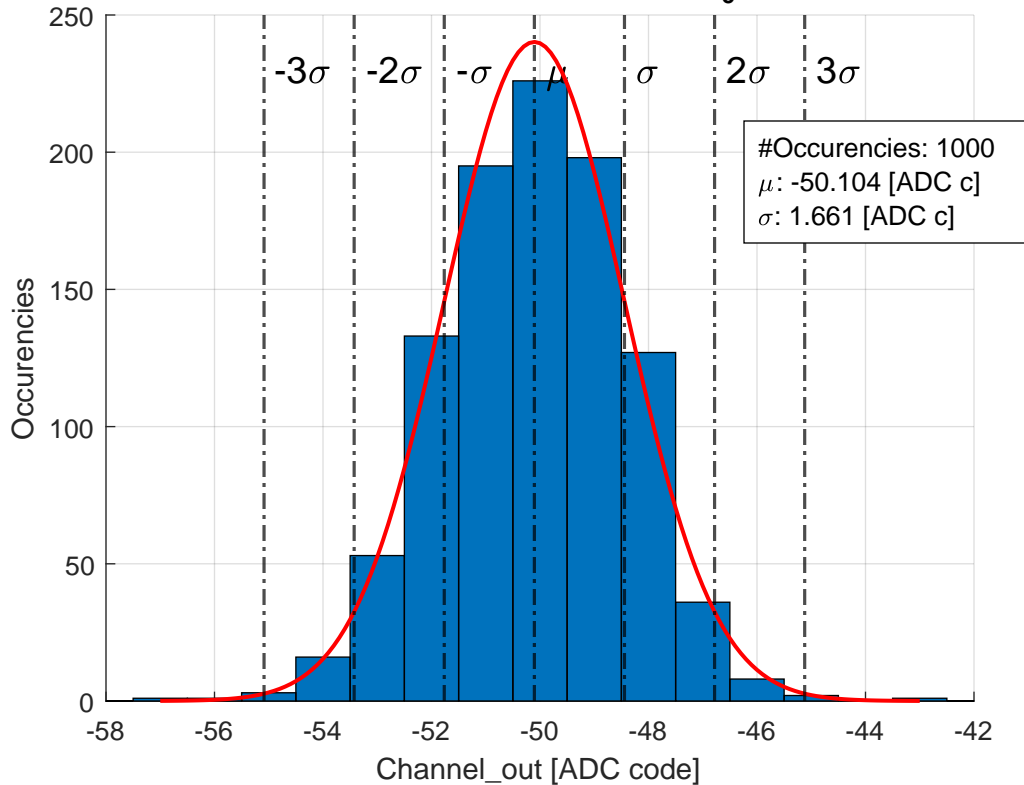 250
-3σ -2σ -σ μ σ 2σ 3σ
#Occurencies: 1000
μ: -50.104 [ADC c]
σ: 1.661 [ADC c]
200
150
100
50
0
Occurencies
-58 -56 -54 -52 -50 -48 -46 -44 -42
Channel_out [ADC code]